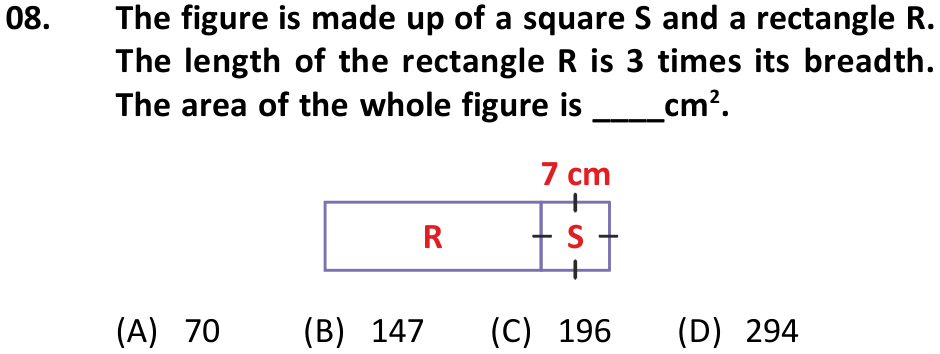 08. The figure is made up of a square S and a rectangle R.
The length of the rectangle R is 3 times its breadth.
The area of the whole figure is ____cm².
7 cm
R S
(A) 70 (B) 147 (C) 196 (D) 294